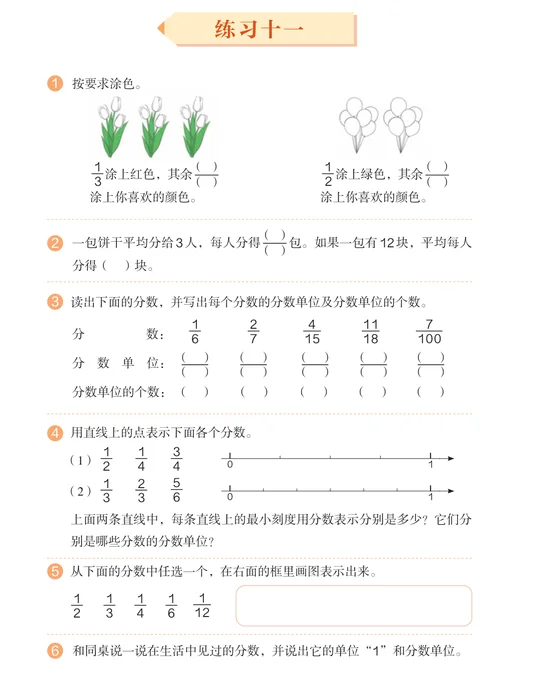 练习十一
1 按要求涂色。
1/3涂上红色，其余( )/( )
涂上你喜欢的颜色。
1/2涂上绿色，其余( )/( )
涂上你喜欢的颜色。
2 一包饼干平均分给3人，每人分得( )/( )包。如果一包有12块，平均每人
分得( )块。
3 读出下面的分数，并写出每个分数的分数单位及分数单位的个数。
分 数： 1/6 2/7 4/15 11/18 7/100
分 数 单 位： ( )/( ) ( )/( ) ( )/( ) ( )/( ) ( )/( )
分数单位的个数： ( ) ( ) ( ) ( ) ( )
4 用直线上的点表示下面各个分数。
（1） 1/2 1/4 3/4 0 1
（2） 1/3 2/3 5/6 0 1
上面两条直线中，每条直线上的最小刻度用分数表示分别是多少？它们分
别是哪些分数的分数单位？
5 从下面的分数中任选一个，在右面的框里画图表示出来。
1/2 1/3 1/4 1/6 1/12
6 和同桌说一说在生活中见过的分数，并说出它的单位“1”和分数单位。